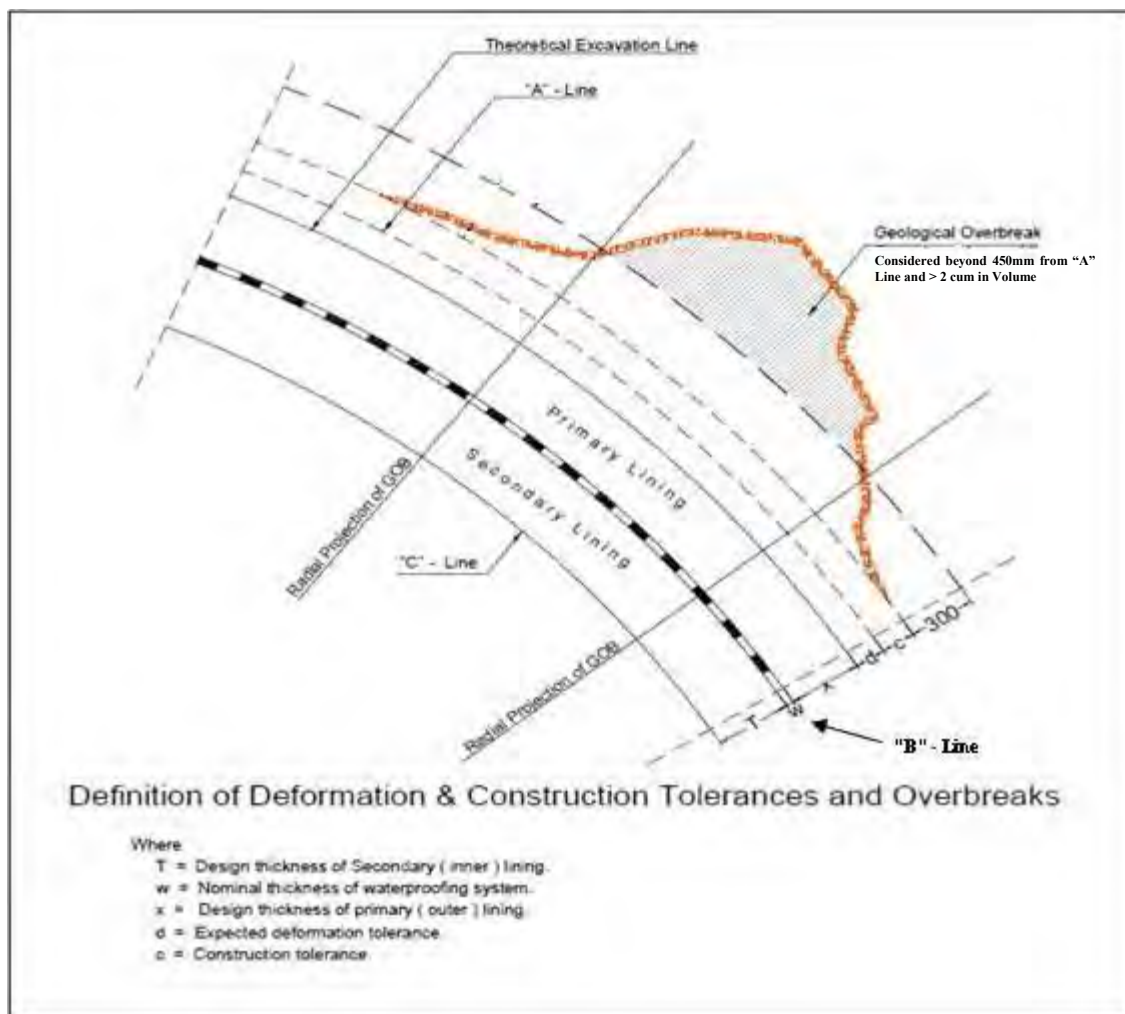 Theoretical Excavation Line
"A" - Line
Geological Overbreak
Considered beyond 450mm from "A"
Line and > 2 cum in Volume
Primary Lining
Secondary Lining
Radial Projection of GOB
"C" - Line
Radial Projection of GOB
T
w
x
d
c
300
"B" - Line
Definition of Deformation & Construction Tolerances and Overbreaks
Where
T = Design thickness of Secondary ( inner ) lining.
w = Nominal thickness of waterproofing system.
x = Design thickness of primary ( outer ) lining.
d = Expected deformation tolerance
c = Construction tolerance